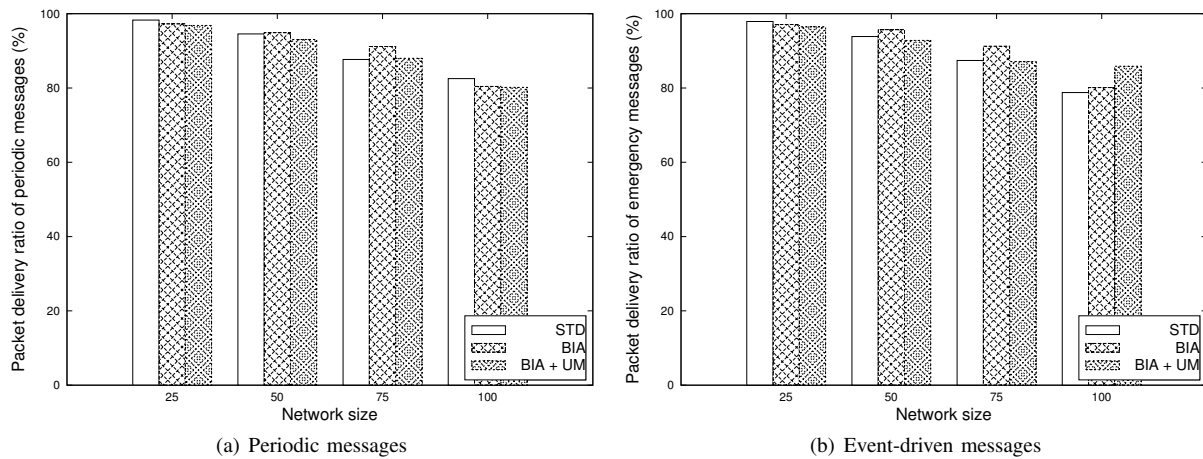 Packet delivery ratio of periodic messages (%)
100
80
60
40
20
0
25
50
75
100
Network size
STD
BIA
BIA + UM
(a) Periodic messages
Packet delivery ratio of emergency messages (%)
100
80
60
40
20
0
25
50
75
100
Network size
STD
BIA
BIA + UM
(b) Event-driven messages